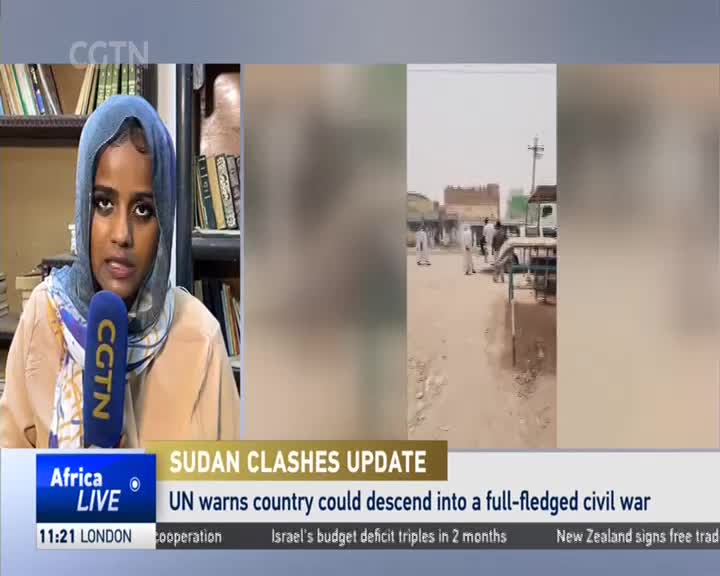 CGTN
CGTN
SUDAN CLASHES UPDATE
Africa
LIVE
UN warns country could descend into a full-fledged civil war
11:21 LONDON
cooperation
Israel's budget deficit triples in 2 months
New Zealand signs free trad